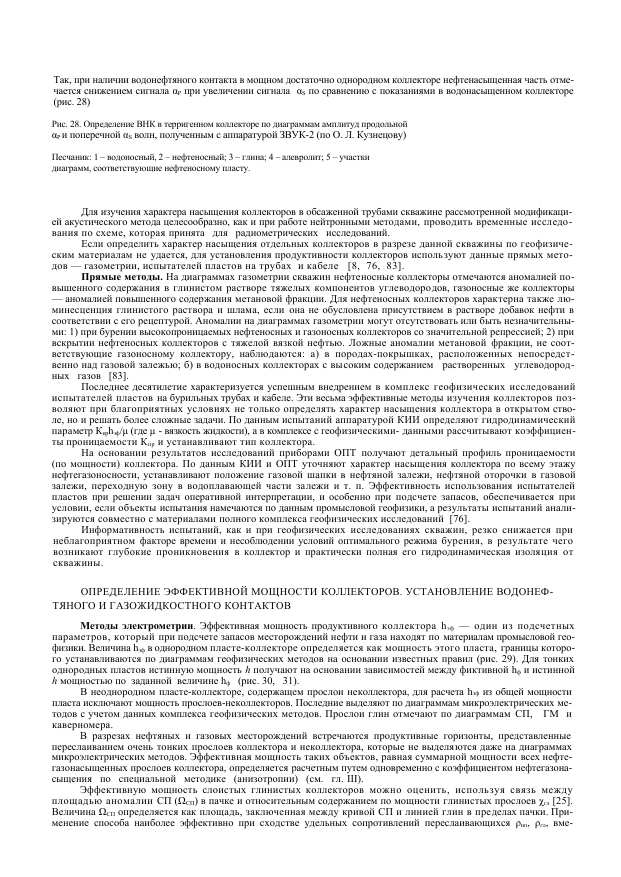 Так, при наличии водонефтяного контакта в мощном достаточно однородном коллекторе нефтенасыщенная часть отме-
чается снижением сигнала αP при увеличении сигнала αS по сравнению с показаниями в водонасыщенном коллекторе
(рис. 28)
Рис. 28. Определение ВНК в терригенном коллекторе по диаграммам амплитуд продольной
αP и поперечной αS волн, полученным с аппаратурой ЗВУК-2 (по О. Л. Кузнецову)
Песчаник: 1 – водоносный, 2 – нефтеносный; 3 – глина; 4 – алевролит; 5 – участки
диаграмм, соответствующие нефтеносному пласту.
Для изучения характера насыщения коллекторов в обсаженной трубами скважине рассмотренной модификаци-
ей акустического метода целесообразно, как и при работе нейтронными методами, проводить временные исследо-
вания по схеме, которая принята для радиометрических исследований.
Если определить характер насыщения отдельных коллекторов в разрезе данной скважины по геофизиче-
ским материалам не удается, для установления продуктивности коллекторов используют данные прямых мето-
дов — газометрии, испытателей пластов на трубах и кабеле [8, 76, 83].
Прямые методы. На диаграммах газометрии скважин нефтеносные коллекторы отмечаются аномалией по-
вышенного содержания в глинистом растворе тяжелых компонентов углеводородов, газоносные же коллекторы
— аномалией повышенного содержания метановой фракции. Для нефтеносных коллекторов характерна также лю-
минесценция глинистого раствора и шлама, если она не обусловлена присутствием в растворе добавок нефти в
соответствии с его рецептурой. Аномалии на диаграммах газометрии могут отсутствовать или быть незначительны-
ми: 1) при бурении высокопроницаемых нефтеносных и газоносных коллекторов со значительной репрессией; 2) при
вскрытии нефтеносных коллекторов с тяжелой вязкой нефтью. Ложные аномалии метановой фракции, не соот-
ветствующие газоносному коллектору, наблюдаются: а) в породах-покрышках, расположенных непосредст-
венно над газовой залежью; б) в водоносных коллекторах с высоким содержанием растворенных углеводород-
ных газов [83].
Последнее десятилетие характеризуется успешным внедрением в комплекс геофизических исследований
испытателей пластов на бурильных трубах и кабеле. Эти весьма эффективные методы изучения коллекторов поз-
воляют при благоприятных условиях не только определять характер насыщения коллектора в открытом ство-
ле, но и решать более сложные задачи. По данным испытаний аппаратурой КИИ определяют гидродинамический
параметр Kпрhэф/μ (где μ - вязкость жидкости), а в комплексе с геофизическими- данными рассчитывают коэффициен-
ты проницаемости Kпр и устанавливают тип коллектора.
На основании результатов исследований приборами ОПТ получают детальный профиль проницаемости
(по мощности) коллектора. По данным КИИ и ОПТ уточняют характер насыщения коллектора по всему этажу
нефтегазоносности, устанавливают положение газовой шапки в нефтяной залежи, нефтяной оторочки в газовой
залежи, переходную зону в водоплавающей части залежи и т. п. Эффективность использования испытателей
пластов при решении задач оперативной интерпретации, и особенно при подсчете запасов, обеспечивается при
условии, если объекты испытания намечаются по данным промысловой геофизики, а результаты испытаний анали-
зируются совместно с материалами полного комплекса геофизических исследований [76].
Информативность испытаний, как и при геофизических исследованиях скважин, резко снижается при
неблагоприятном факторе времени и несоблюдении условий оптимального режима бурения, в результате чего
возникают глубокие проникновения в коллектор и практически полная его гидродинамическая изоляция от
скважины.
ОПРЕДЕЛЕНИЕ ЭФФЕКТИВНОЙ МОЩНОСТИ КОЛЛЕКТОРОВ. УСТАНОВЛЕНИЕ ВОДОНЕФ-
ТЯНОГО И ГАЗОЖИДКОСТНОГО КОНТАКТОВ
Методы электрометрии. Эффективная мощность продуктивного коллектора hэф — один из подсчетных
параметров, который при подсчете запасов месторождений нефти и газа находят по материалам промысловой гео-
физики. Величина hэф в однородном пласте-коллекторе определяется как мощность этого пласта, границы которо-
го устанавливаются по диаграммам геофизических методов на основании известных правил (рис. 29). Для тонких
однородных пластов истинную мощность h получают на основании зависимости между фиктивной hф и истинной
h мощностью по заданной величине hф (рис. 30, 31).
В неоднородном пласте-коллекторе, содержащем прослои неколлектора, для расчета hэф из общей мощности
пласта исключают мощность прослоев-неколлекторов. Последние выделяют по диаграммам микроэлектрических ме-
тодов с учетом данных комплекса геофизических методов. Прослои глин отмечают по диаграммам СП, ГМ и
каверномера.
В разрезах нефтяных и газовых месторождений встречаются продуктивные горизонты, представленные
переслаиванием очень тонких прослоев коллектора и неколлектора, которые не выделяются даже на диаграммах
микроэлектрических методов. Эффективная мощность таких объектов, равная суммарной мощности всех нефте-
газонасыщенных прослоев коллектора, определяется расчетным путем одновременно с коэффициентом нефтегазона-
сыщения по специальной методике (анизотропии) (см. гл. III).
Эффективную мощность слоистых глинистых коллекторов можно оценить, используя связь между
площадью аномалии СП (ΩСП) в пачке и относительным содержанием по мощности глинистых прослоев χгл [25].
Величина ΩСП определяется как площадь, заключенная между кривой СП и линией глин в пределах пачки. При-
менение способа наиболее эффективно при сходстве удельных сопротивлений переслаивающихся ρнп, ρгл, вме-